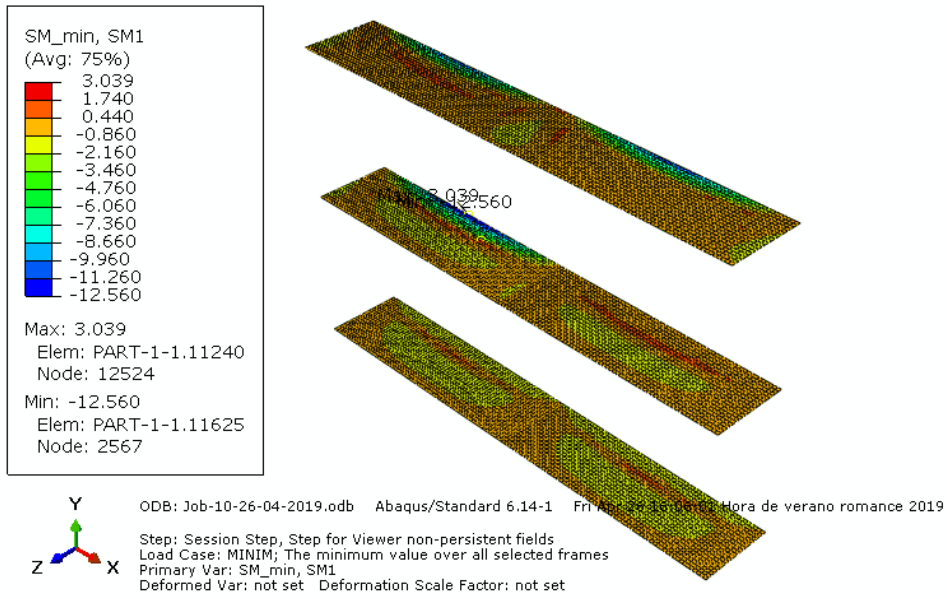 SM_min, SM1
(Avg: 75%)
3.039
1.740
0.440
-0.860
-2.160
-3.460
-4.760
-6.060
-7.360
-8.660
-9.960
-11.260
-12.560
Max: 3.039
Elem: PART-1-1.11240
Node: 12524
Min: -12.560
Elem: PART-1-1.11625
Node: 2567
3.039
-12.560
Y
Z
X
ODB: Job-10-26-04-2019.odb Abaqus/Standard 6.14-1 Fri Apr 26 Hora de verano romance 2019
Step: Session Step, Step for Viewer non-persistent fields
Load Case: MINIM; The minimum value over all selected frames
Primary Var: SM_min, SM1
Deformed Var: not set Deformation Scale Factor: not set